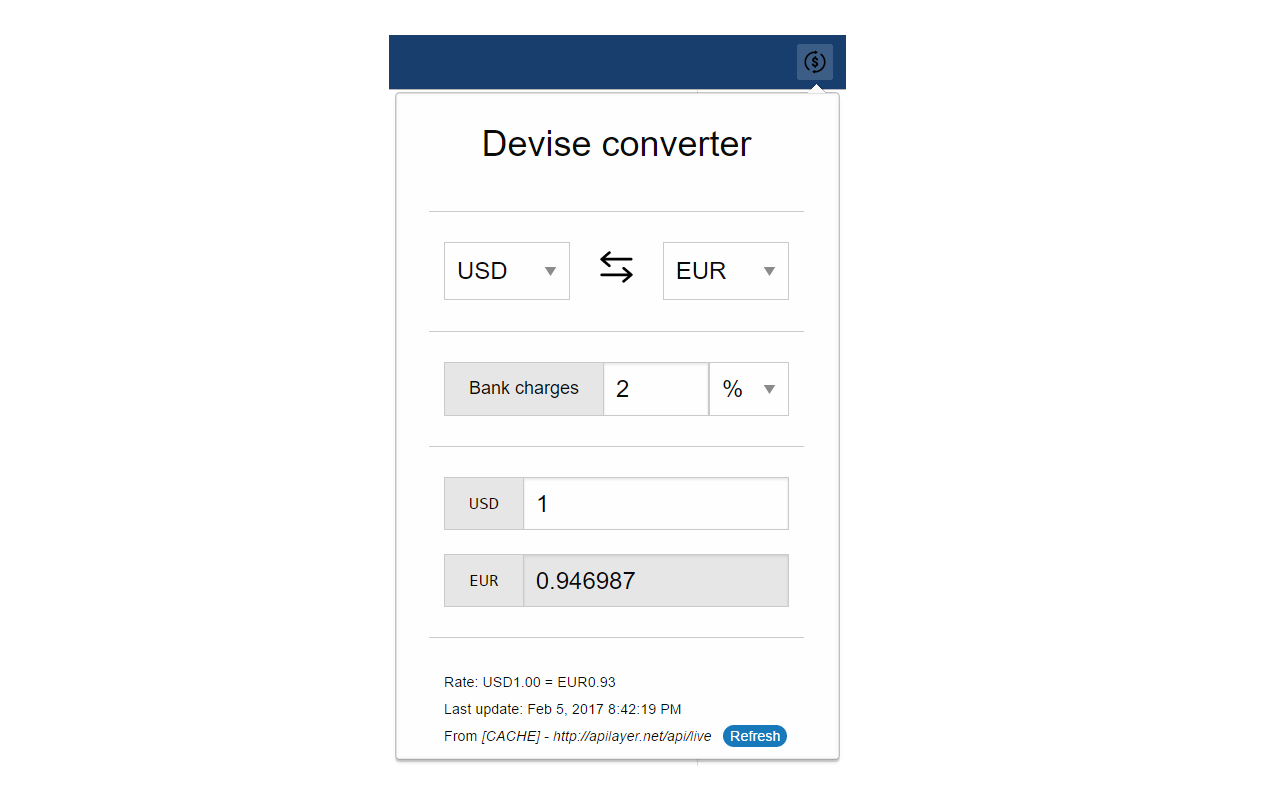 $
Devise converter
USD EUR
Bank charges 2 %
USD 1
EUR 0.946987
Rate: USD1.00 = EUR0.93
Last update: Feb 5, 2017 8:42:19 PM
From [CACHE] - http://apilayer.net/api/live Refresh